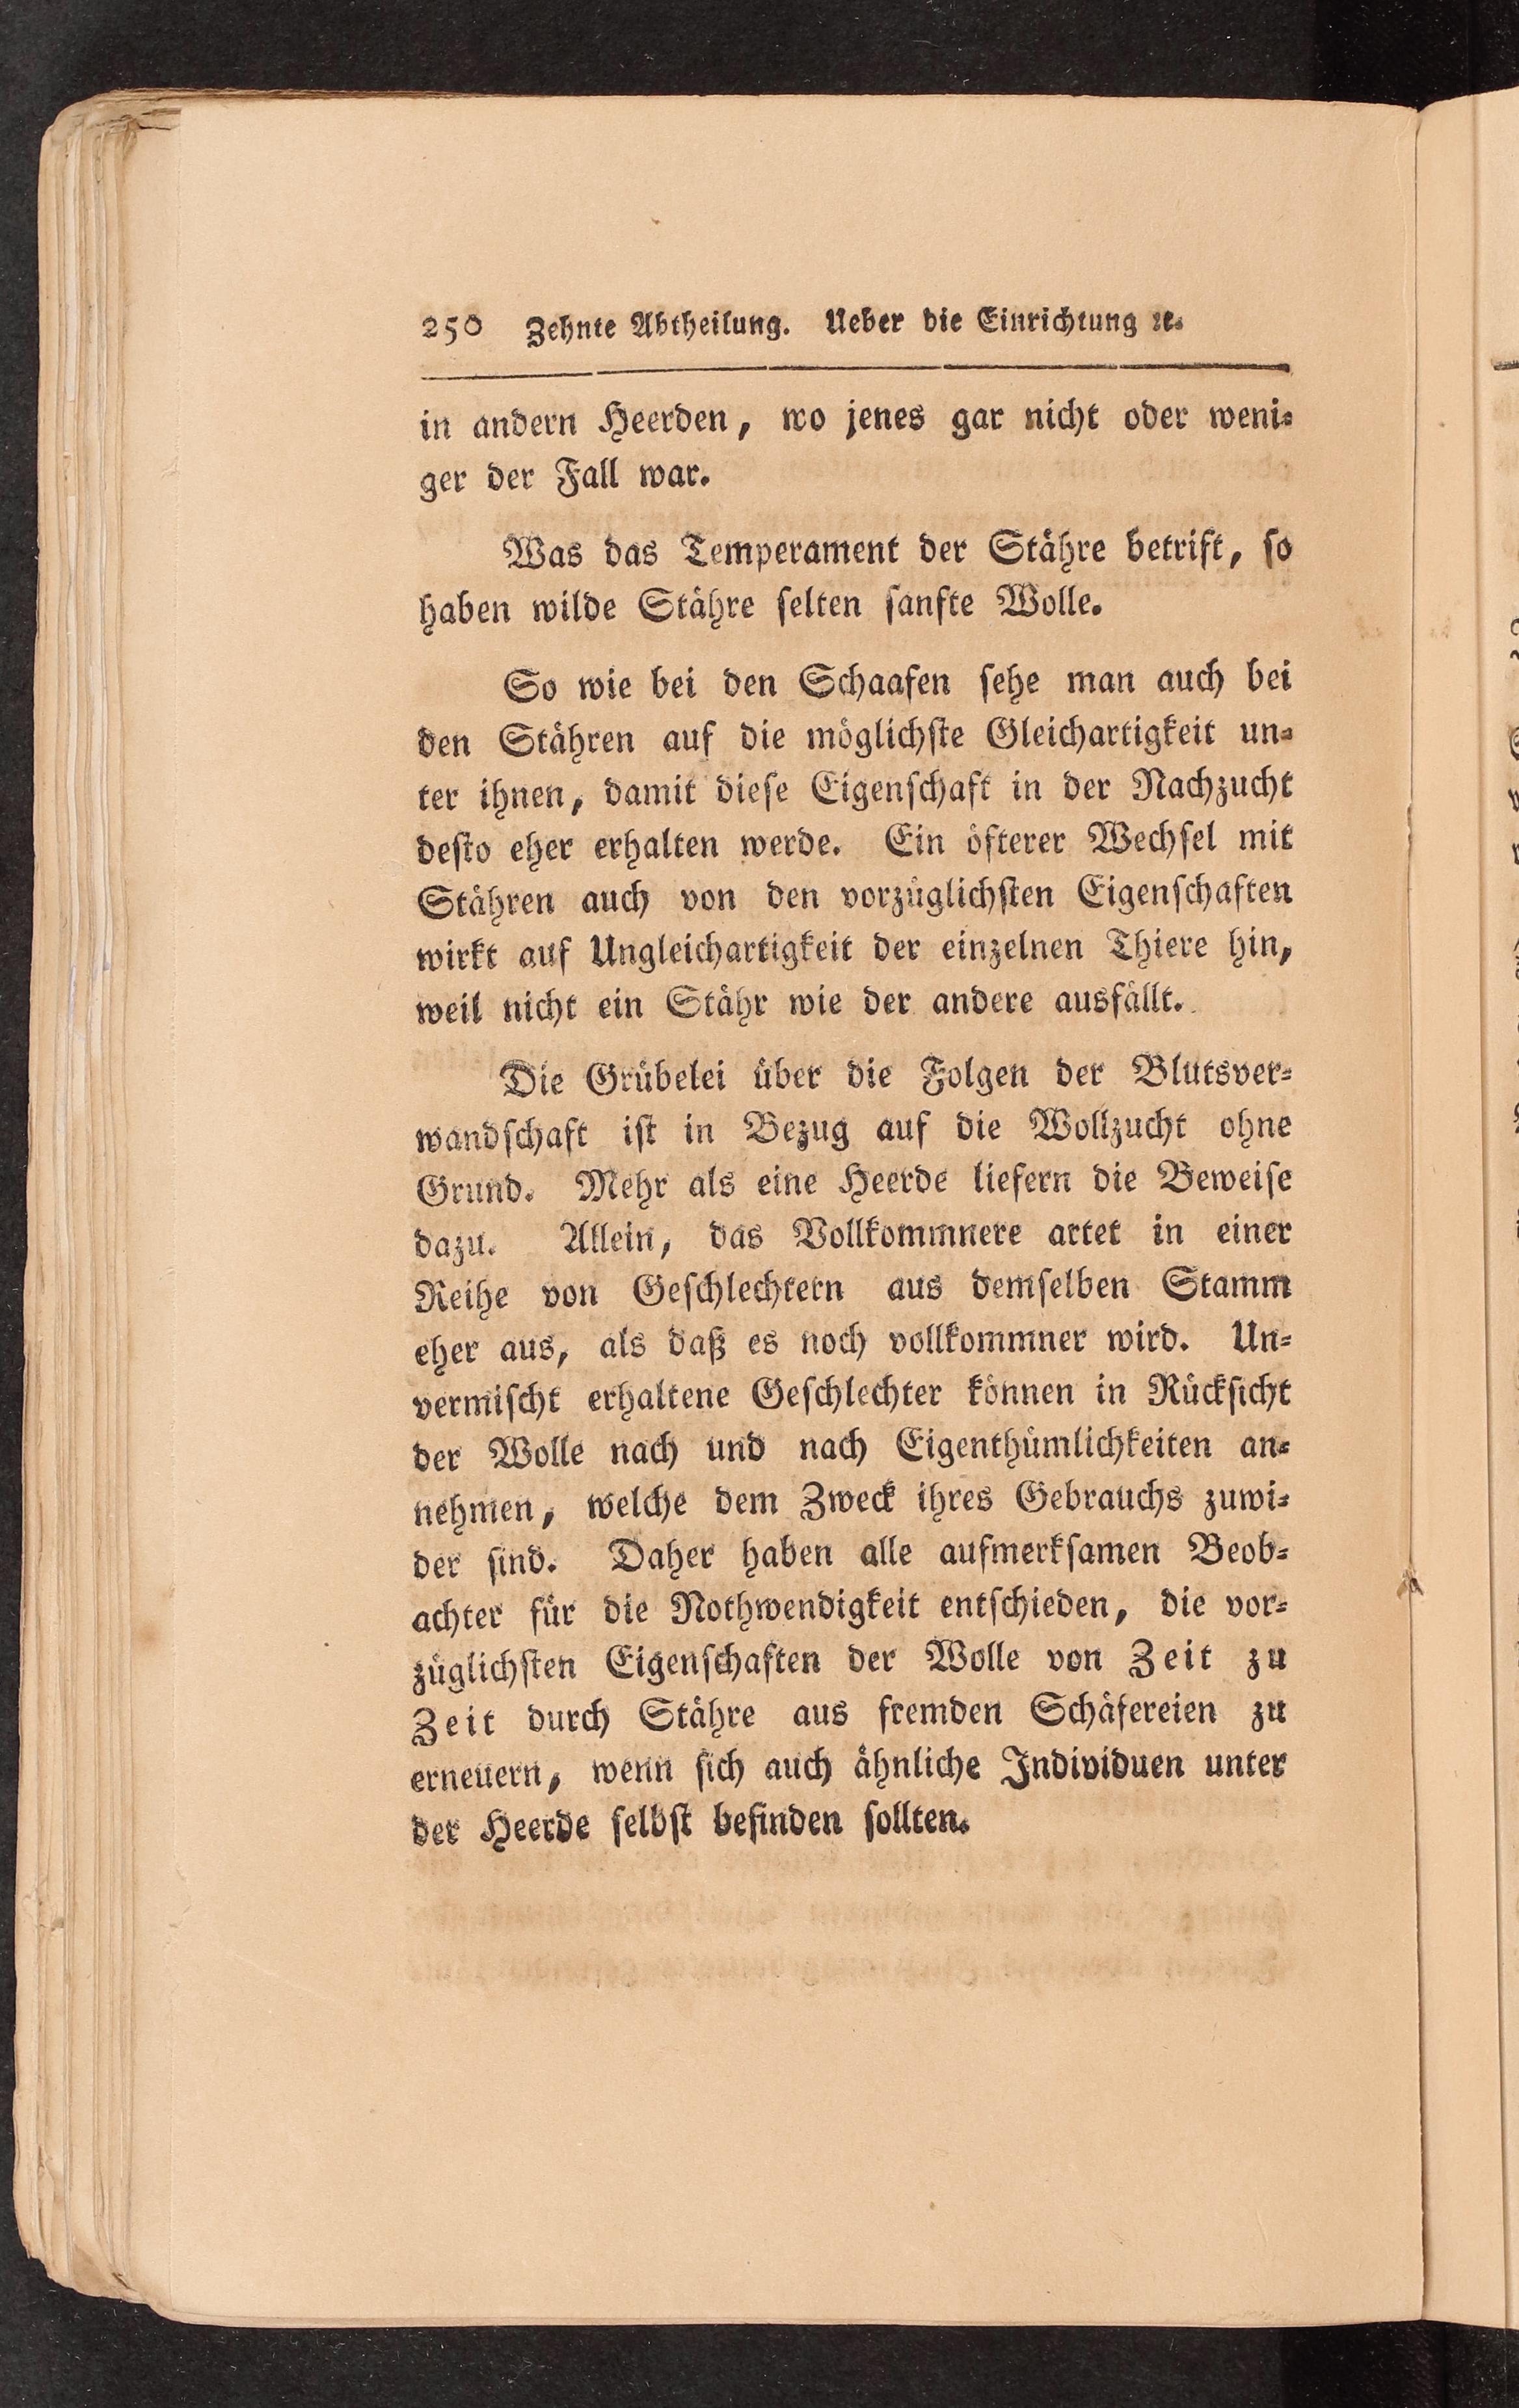 250 Zehnte Abtheilung. Ueber die Einrichtung ꝛc.
in andern Heerden, wo jenes gar nicht oder weni⸗
ger der Fall war.
Was das Temperament der Stähre betrift, ſo
haben wilde Stähre ſelten ſanfte Wolle.
So wie bei den Schaafen ſehe man auch bei
den Stähren auf die möglichſte Gleichartigkeit un⸗
ter ihnen, damit dieſe Eigenſchaft in der Nachzucht
deſto eher erhalten werde. Ein öfterer Wechſel mit
Stähren auch von den vorzüglichſten Eigenſchaften
wirkt auf Ungleichartigkeit der einzelnen Thiere hin,
weil nicht ein Stähr wie der andere ausfällt.
Die Grübelei über die Folgen der Blutsver⸗
wandſchaft iſt in Bezug auf die Wollzucht ohne
Grund. Mehr als eine Heerde liefern die Beweiſe
dazu. Allein, das Vollkommnere artet in einer
Reihe von Geſchlechtern aus demſelben Stamm
eher aus, als daß es noch vollkommner wird. Un⸗
vermiſcht erhaltene Geſchlechter können in Rückſicht
der Wolle nach und nach Eigenthümlichkeiten an⸗
nehmen, welche dem Zweck ihres Gebrauchs zuwi⸗
der ſind. Daher haben alle aufmerkſamen Beob⸗
achter für die Nothwendigkeit entſchieden, die vor⸗
züglichſten Eigenſchaften der Wolle von Zeit zu
Zeit durch Stähre aus fremden Schäfereien zu
erneuern, wenn ſich auch ähnliche Individuen unter
der Heerde ſelbſt befinden ſollten.